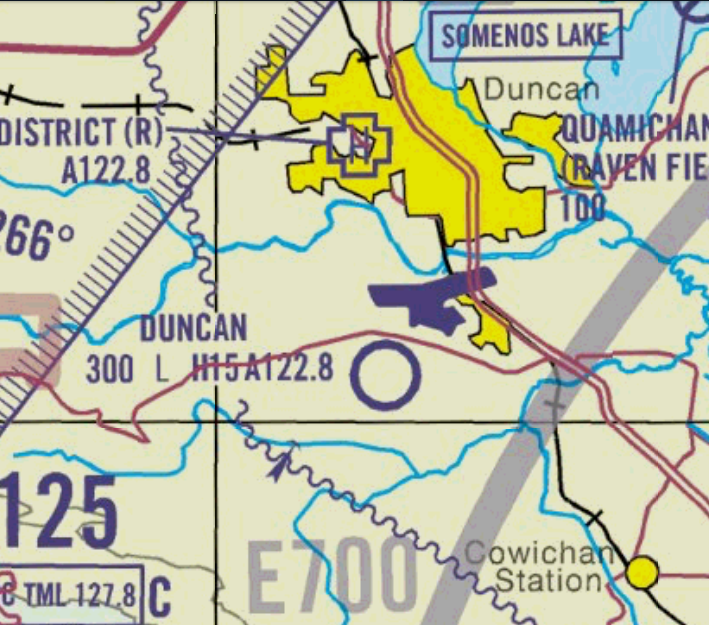 SOMENOS LAKE
Duncan
DISTRICT (R)
A122.8
QUAMICHAN
(RAVEN FIE
100
266°
DUNCAN
300 L H15 A122.8
125
E700
Cowichan
Station
C TML 127.8 C